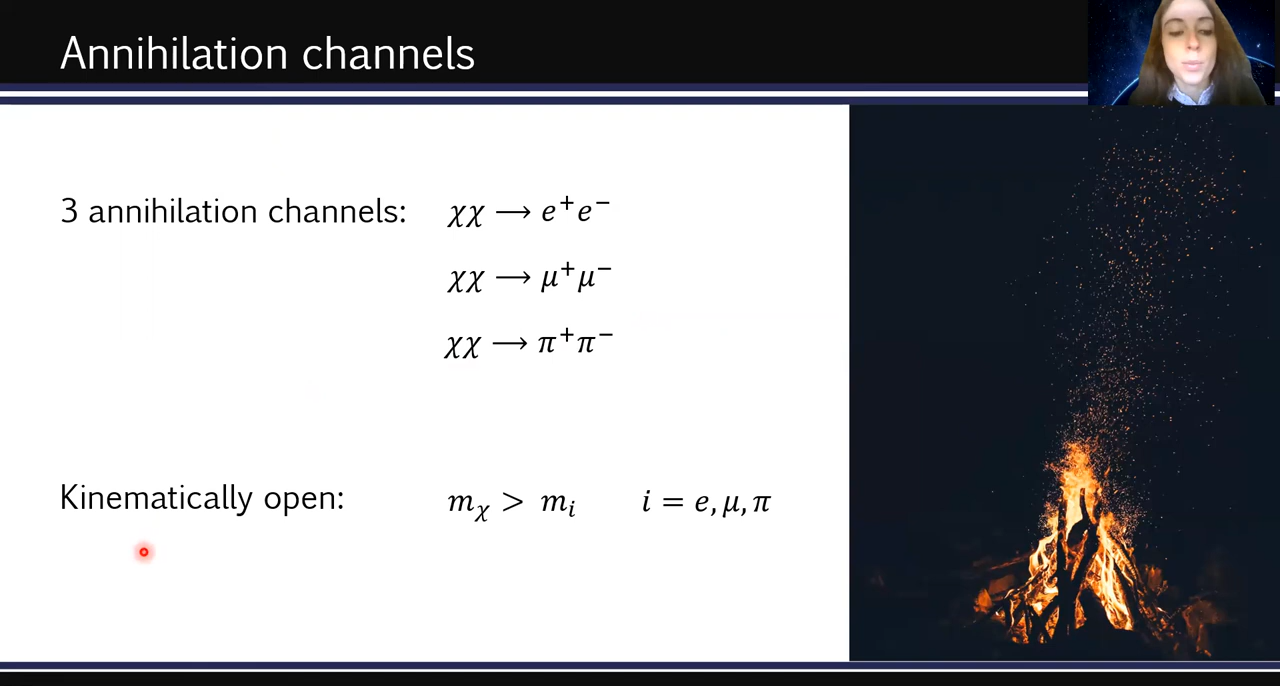 Annihilation channels
3 annihilation channels: χχ ⟶ e⁺e⁻
χχ ⟶ μ⁺μ⁻
χχ ⟶ π⁺π⁻
Kinematically open: m_χ > m_i i = e, μ, π